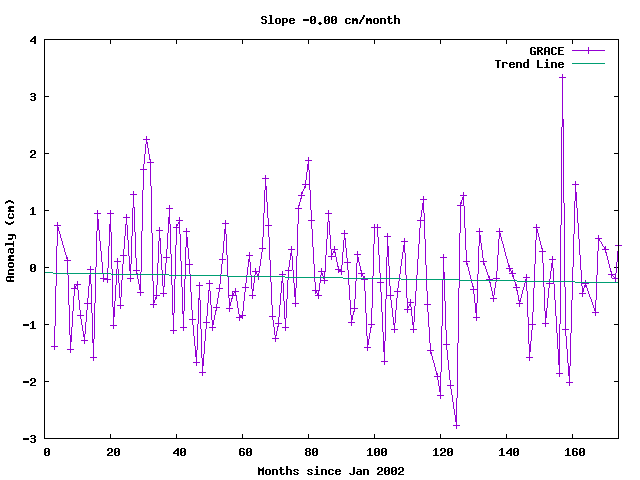 Slope -0.00 cm/month
GRACE
Trend Line
4
3
2
1
0
-1
-2
-3
Anomaly (cm)
0 20 40 60 80 100 120 140 160
Months since Jan 2002